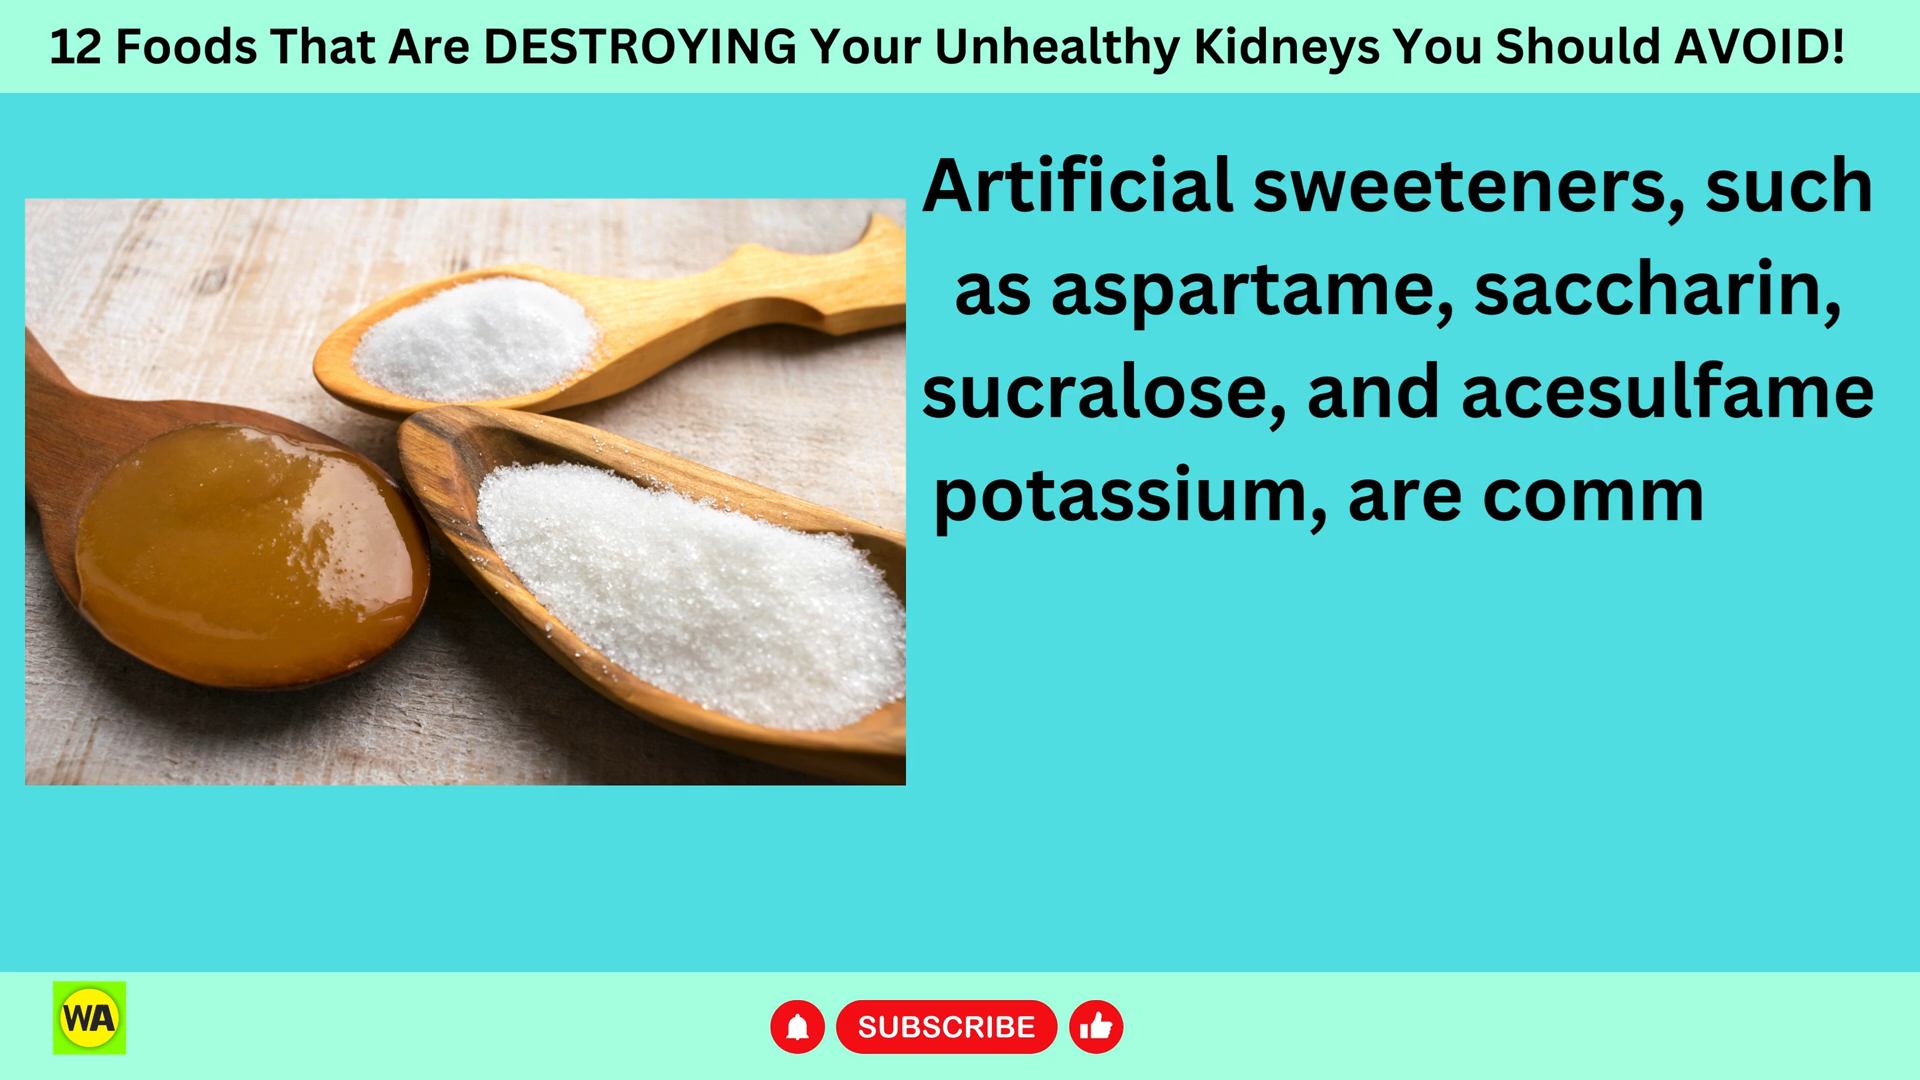 12 Foods That Are DESTROYING Your Unhealthy Kidneys You Should AVOID!
Artificial sweeteners, such
as aspartame, saccharin,
sucralose, and acesulfame
potassium, are comm
WA
SUBSCRIBE